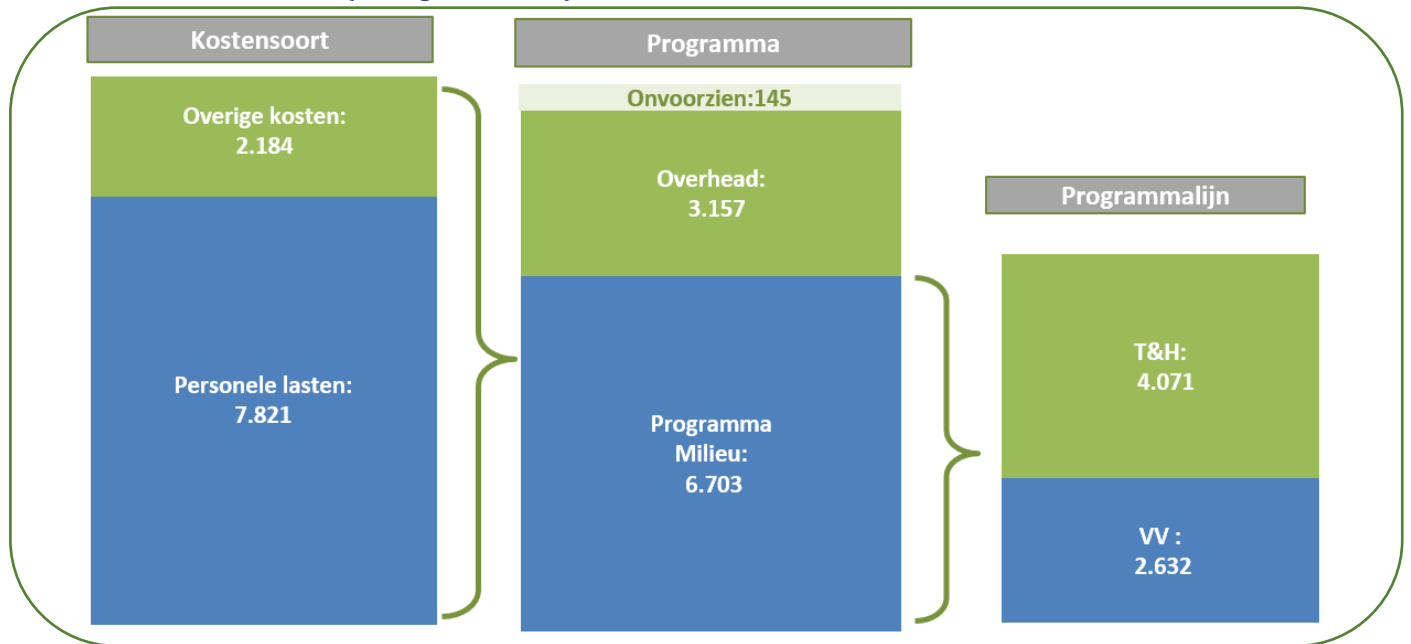 Kostensoort
Overige kosten:
2.184
Personele lasten:
7.821
Programma
Onvoorzien:145
Overhead:
3.157
Programma
Milieu:
6.703
Programmalijn
T&H:
4.071
VV :
2.632